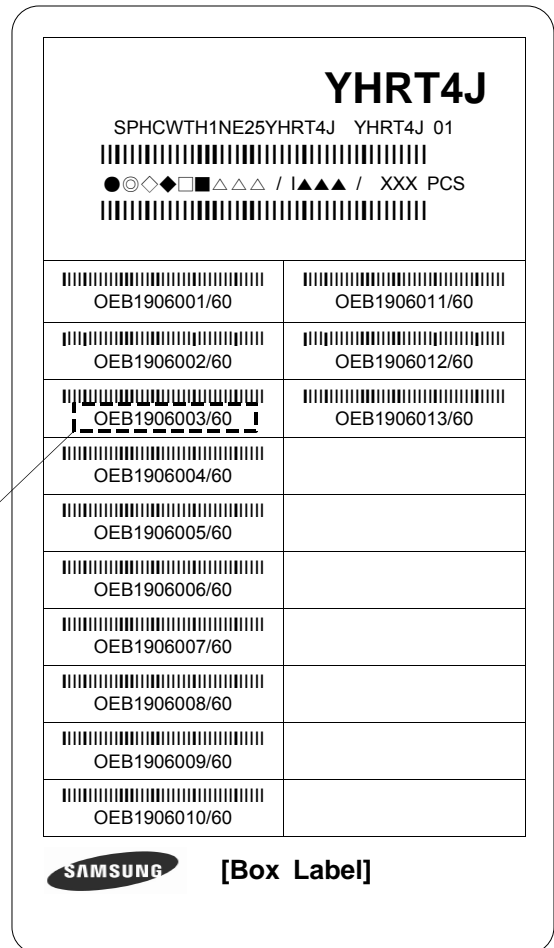 YHRT4J
SPHCWTH1NE25YHRT4J YHRT4J 01
●◎◇◆□■△△△ / I▲▲▲ / XXX PCS
OEB1906001/60 OEB1906011/60
OEB1906002/60 OEB1906012/60
OEB1906003/60 OEB1906013/60
OEB1906004/60
OEB1906005/60
OEB1906006/60
OEB1906007/60
OEB1906008/60
OEB1906009/60
OEB1906010/60
SAMSUNG [Box Label]